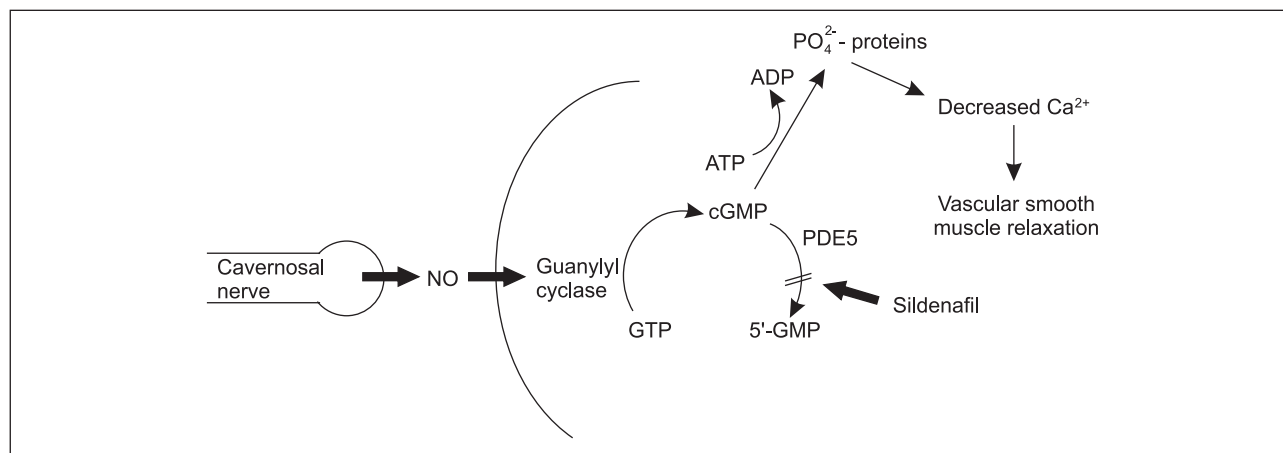 PO₄²⁻- proteins
ADP
Decreased Ca²⁺
ATP
Vascular smooth
muscle relaxation
cGMP
PDE5
Cavernosal
nerve
NO
Guanylyl
cyclase
Sildenafil
GTP
5'-GMP